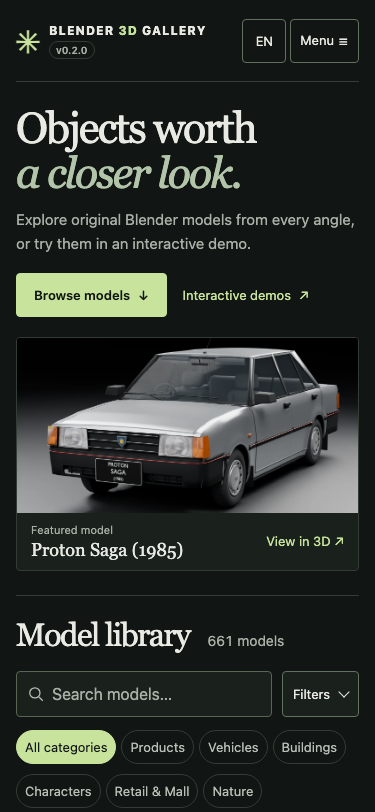 BLENDER 3D GALLERY
v0.2.0
EN
Menu
Objects worth
a closer look.
Explore original Blender models from every angle,
or try them in an interactive demo.
Browse models ↓
Interactive demos ↗
PROTON
SAGA
(1985)
Featured model
Proton Saga (1985)
View in 3D ↗
Model library
661 models
Search models...
Filters
All categories
Products
Vehicles
Buildings
Characters
Retail & Mall
Nature